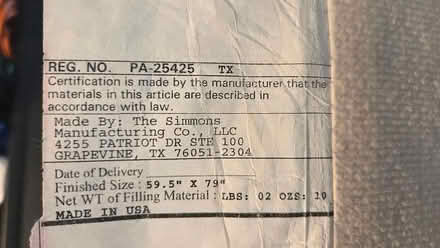 REG. NO. PA-25425 TX
Certification is made by the manufacturer that the
materials in this article are described in
accordance with law.
Made By: The Simmons
Manufacturing Co., LLC
4255 PATRIOT DR STE 100
GRAPEVINE, TX 76051-2304
Date of Delivery
Finished Size : 59.5" X 79"
Net WT of Filling Material : LBS: 02 OZS: 10
MADE IN USA